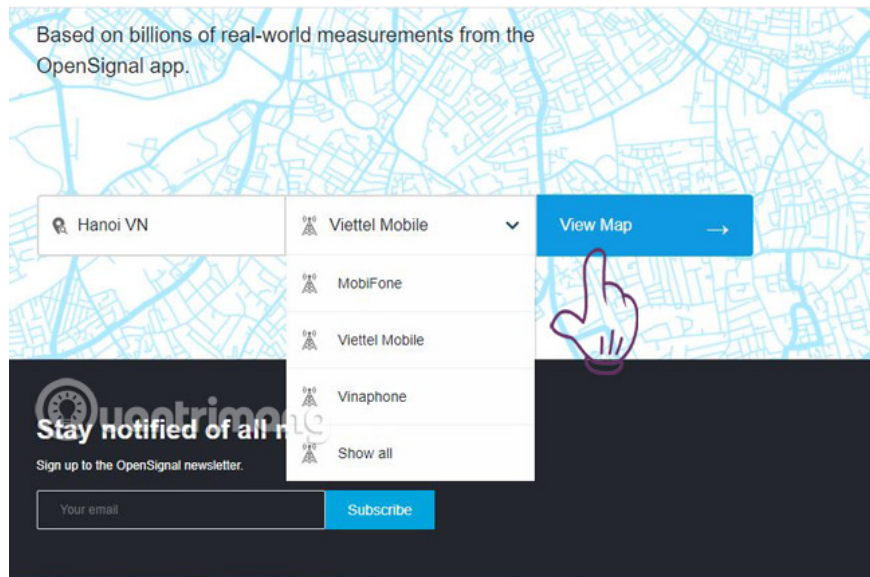 Based on billions of real-world measurements from the
OpenSignal app.
Hanoi VN
Viettel Mobile
View Map →
MobiFone
Viettel Mobile
Vinaphone
Show all
Quantrimang
Stay notified of all
Sign up to the OpenSignal newsletter.
Your email
Subscribe